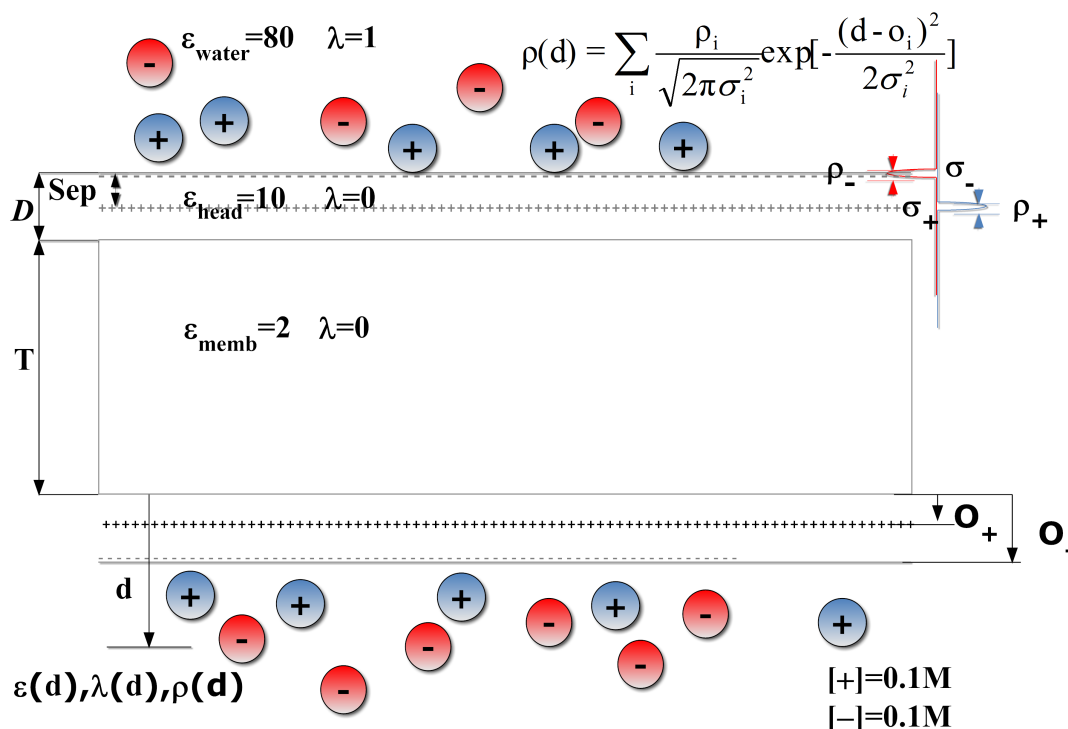 ε_water=80 λ=1
ρ(d) = ∑_i ρ_i/√(2πσ_i²) exp[-(d-o_i)²/2σ_i²]
Sep
D
ε_head=10 λ=0
ρ_- σ_-
σ_+ ρ_+
T
ε_memb=2 λ=0
O_+
O_-
d
ε(d),λ(d),ρ(d)
[+]=0.1M
[–]=0.1M